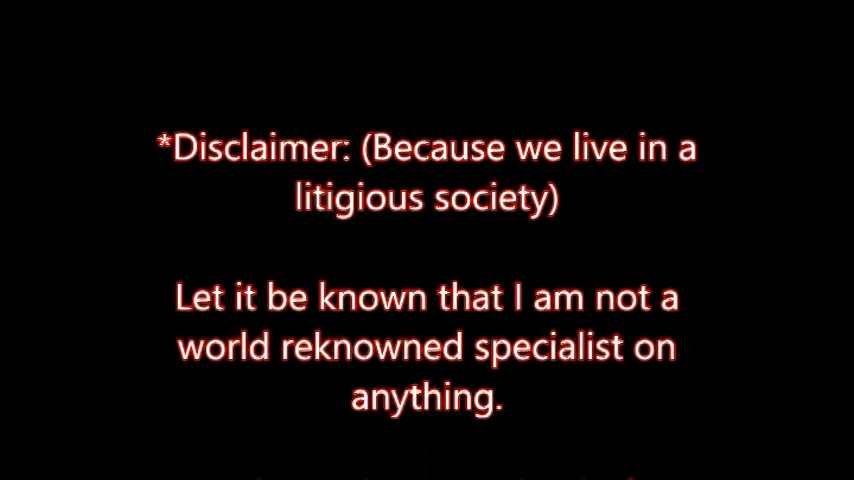 *Disclaimer: (Because we live in a
litigious society)
Let it be known that I am not a
world reknowned specialist on
anything.